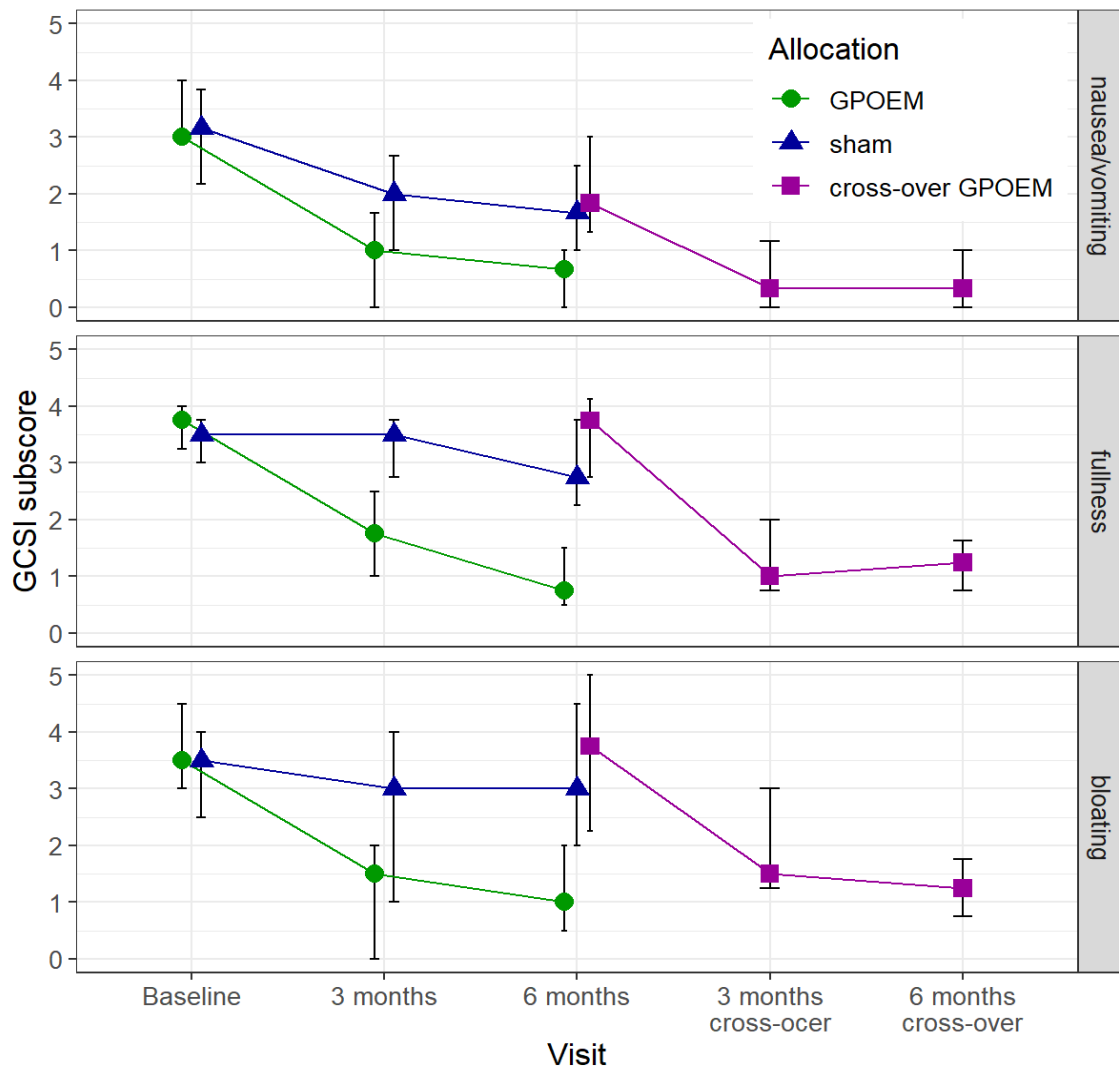 Allocation
GPOEM
sham
cross-over GPOEM
5
4
3
2
1
0
nausea/vomiting
5
4
3
2
1
0
fullness
5
4
3
2
1
0
bloating
GCSI subscore
Baseline
3 months
6 months
3 months
cross-ocer
6 months
cross-over
Visit